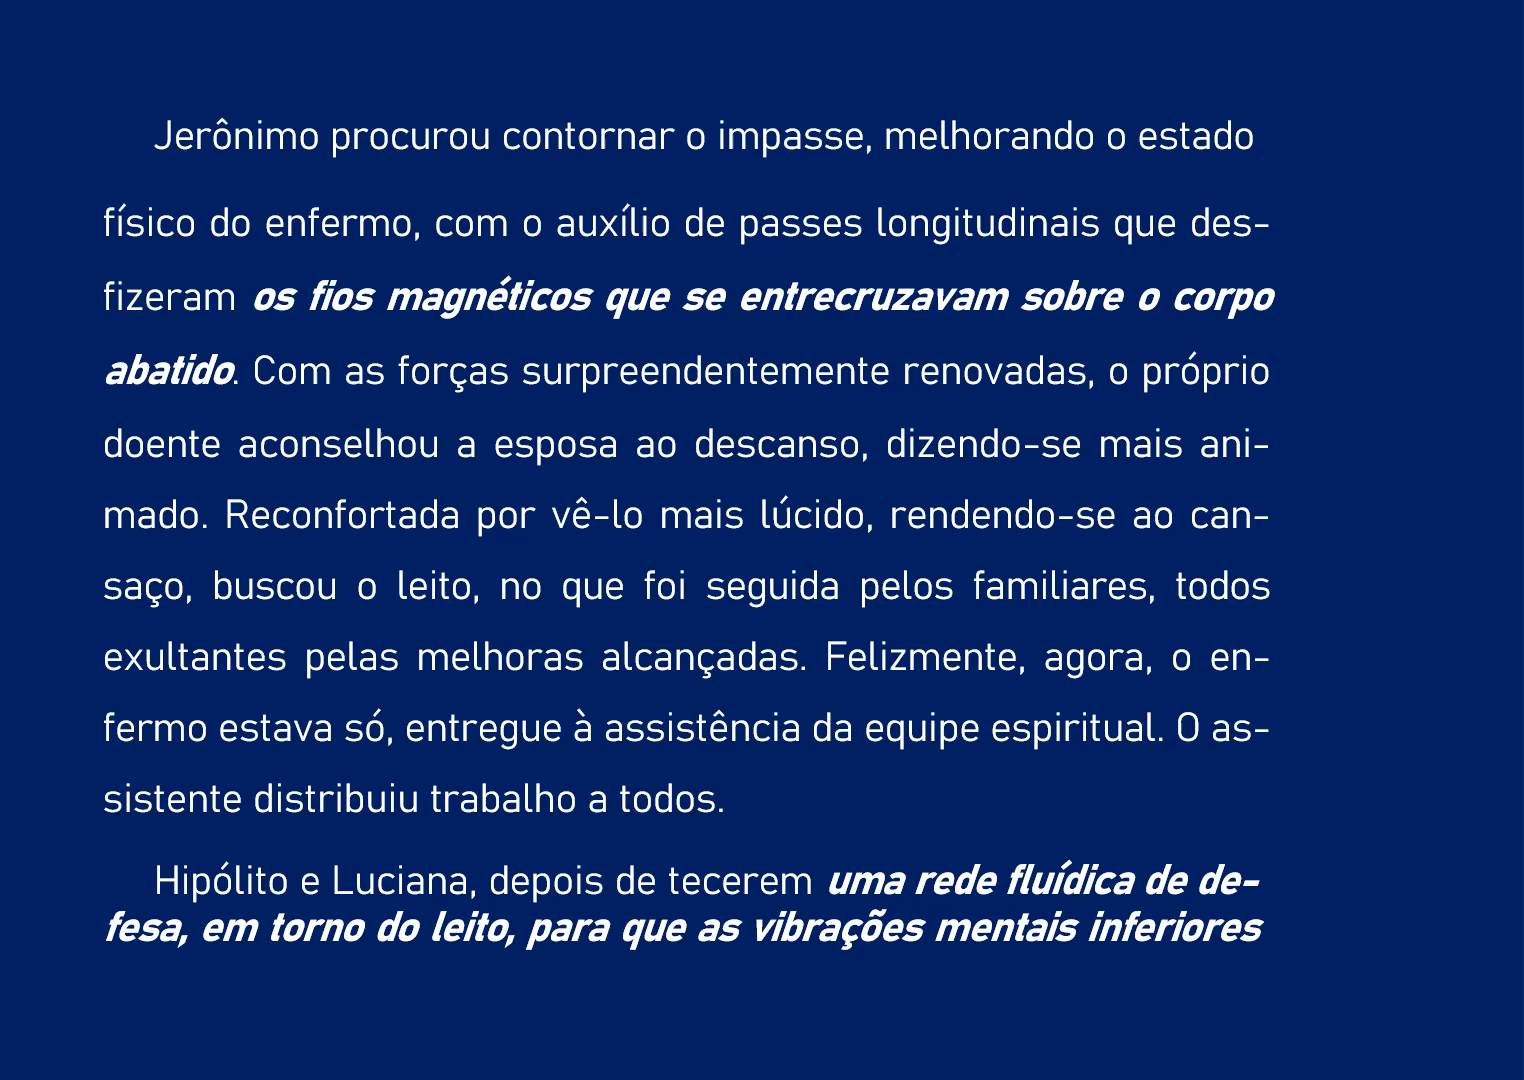 Jerônimo procurou contornar o impasse, melhorando o estado
físico do enfermo, com o auxílio de passes longitudinais que des-
fizeram os fios magnéticos que se entrecruzavam sobre o corpo
abatido. Com as forças surpreendentemente renovadas, o próprio
doente aconselhou a esposa ao descanso, dizendo-se mais ani-
mado. Reconfortada por vê-lo mais lúcido, rendendo-se ao can-
saço, buscou o leito, no que foi seguida pelos familiares, todos
exultantes pelas melhoras alcançadas. Felizmente, agora, o en-
fermo estava só, entregue à assistência da equipe espiritual. O as-
sistente distribuiu trabalho a todos.
Hipólito e Luciana, depois de tecerem uma rede fluídica de de-
fesa, em torno do leito, para que as vibrações mentais inferiores